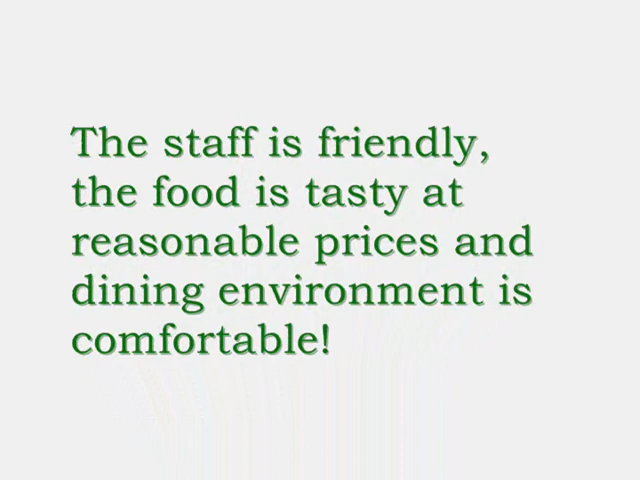 The staff is friendly,
the food is tasty at
reasonable prices and
dining environment is
comfortable!